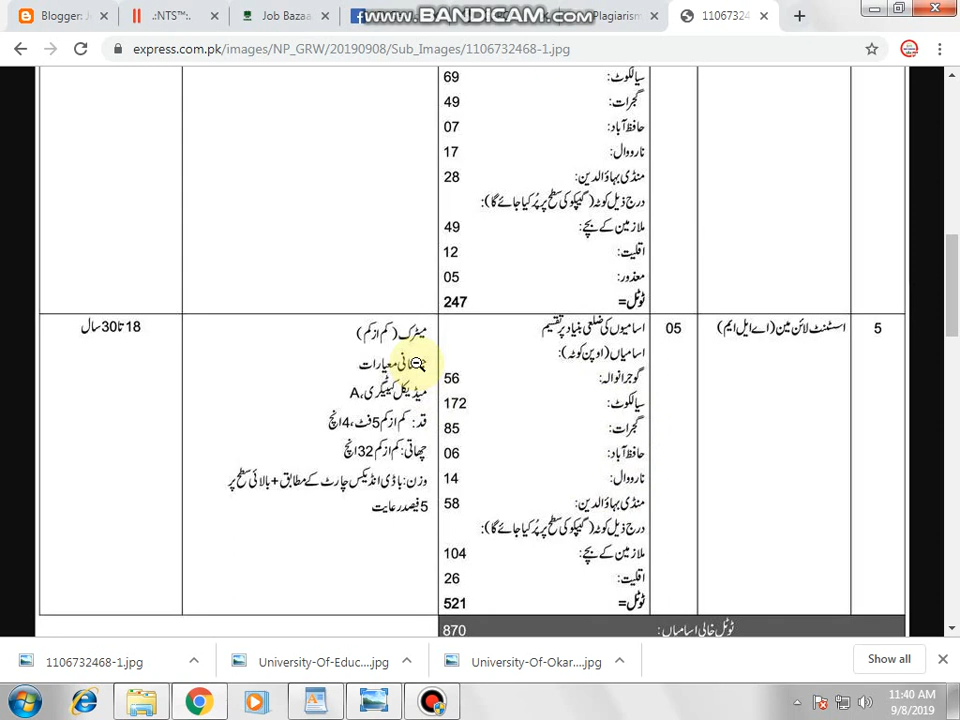 Blogger: J
.:NTS™:.
Job Bazaa
www.BANDICAM.com
Plagiarism
11067324
express.com.pk/images/NP_GRW/20190908/Sub_Images/1106732468-1.jpg
سیالکوٹ: 69
گجرات: 49
حافظ آباد: 07
نارووال: 17
منڈی بہاؤالدین: 28
درج ذیل کوٹہ (گیپکو کی سطح پر پُر کیا جائے گا):
ملازمین کے بچے: 49
اقلیت: 12
معذور: 05
ٹوٹل= 247
5
اسسٹنٹ لائن مین (اے ایل ایم)
05
اسامیوں کی ضلعی بنیاد پر تقسیم
اسامیاں (اوپن کوٹہ):
گوجرانوالہ: 56
سیالکوٹ: 172
گجرات: 85
حافظ آباد: 06
نارووال: 14
منڈی بہاؤالدین: 58
درج ذیل کوٹہ (گیپکو کی سطح پر پُر کیا جائے گا):
ملازمین کے بچے: 104
اقلیت: 26
ٹوٹل= 521
میٹرک (کم از کم)
معیارات
میڈیکل کیٹیگری، A
قد: کم از کم 5 فٹ، 4 انچ
چھاتی: کم از کم 32 انچ
وزن: باڈی انڈیکس چارٹ کے مطابق + بالائی سطح پر
5 فیصد رعایت
18 تا 30 سال
ٹوٹل خالی اسامیاں: 870
1106732468-1.jpg
University-Of-Educ....jpg
University-Of-Okar....jpg
Show all
11:40 AM
9/8/2019